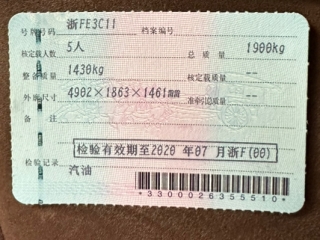 号牌号码 浙FE3C11 档案编号
核定载人数 5人 总质量 1900kg
整备质量 1430kg 核定载质量 --
外廓尺寸 4902×1863×1461mm 准牵引总质量 --
备注
检验有效期至2020 年07 月浙F(00)
检验记录
汽油
*3300026355510*